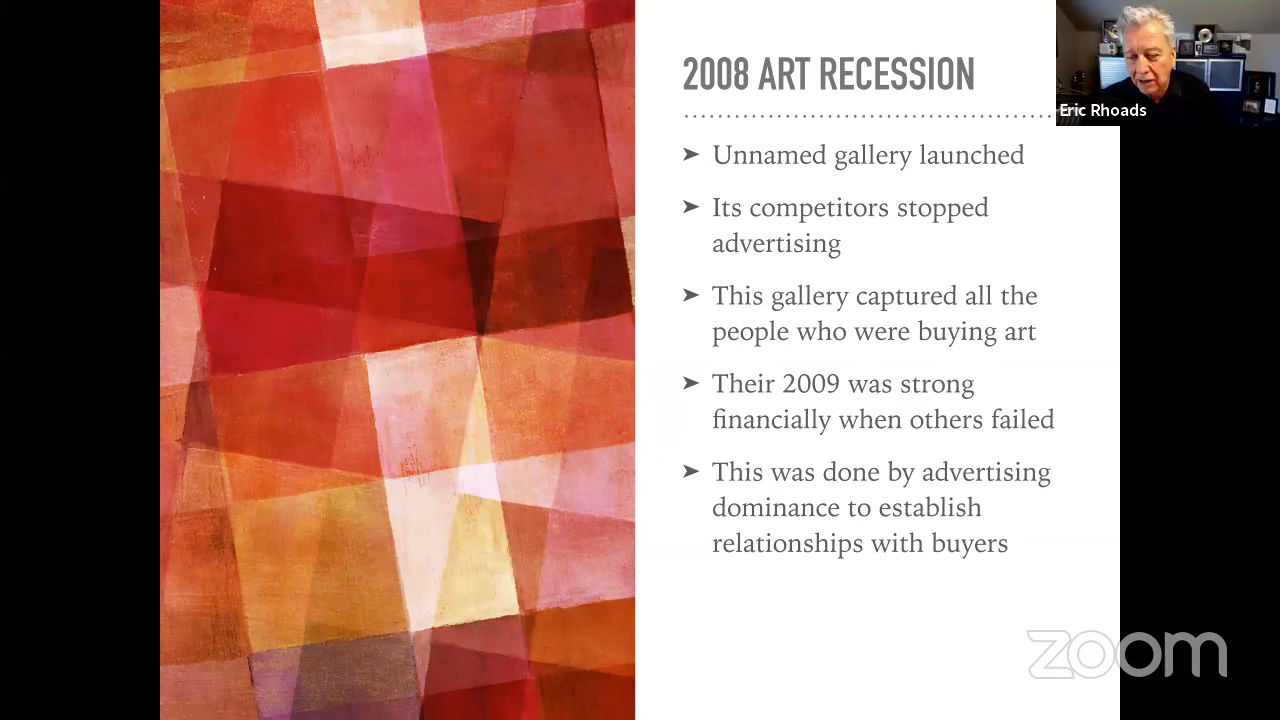 2008 ART RECESSION
Eric Rhoads
➤ Unnamed gallery launched
➤ Its competitors stopped
advertising
➤ This gallery captured all the
people who were buying art
➤ Their 2009 was strong
financially when others failed
➤ This was done by advertising
dominance to establish
relationships with buyers
zoom